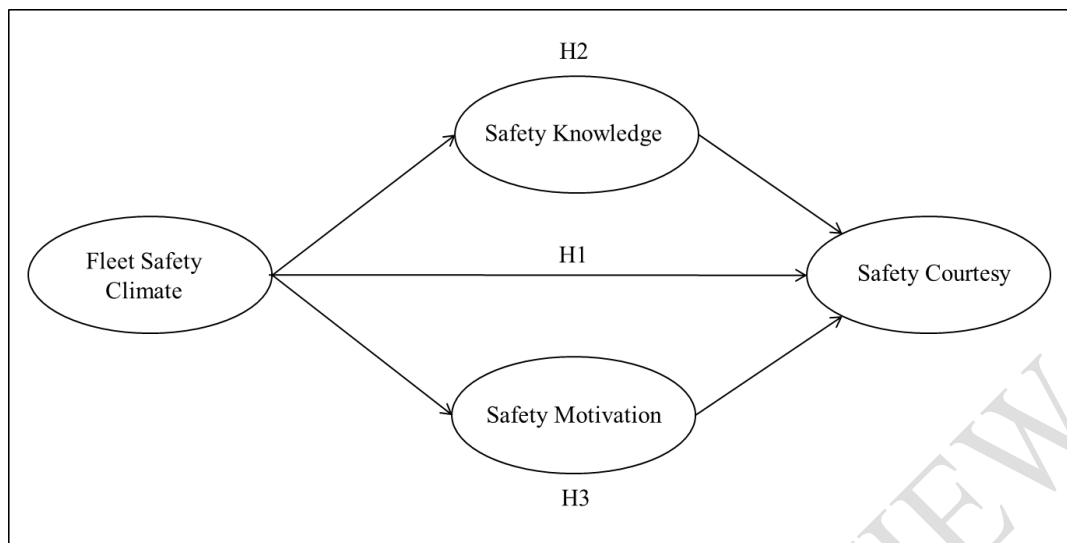 H2
Safety Knowledge
Fleet Safety
Climate
H1
Safety Courtesy
Safety Motivation
H3